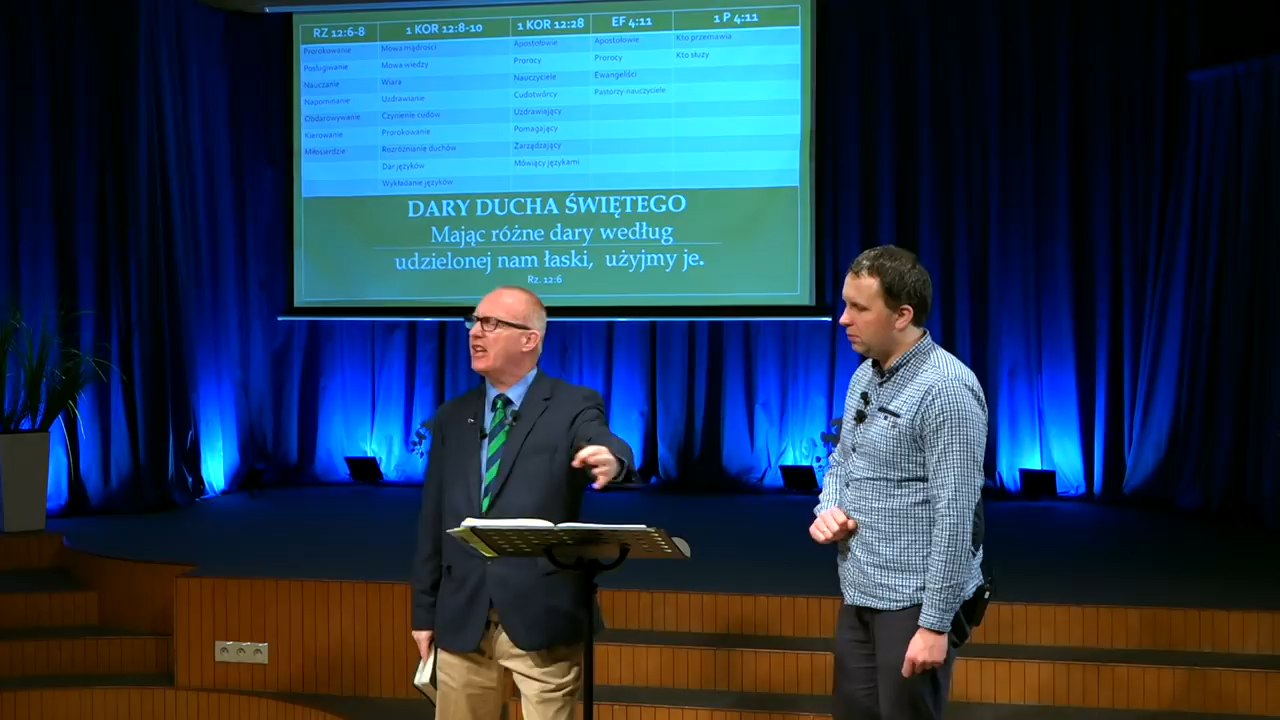 RZ 12:6-8 1 KOR 12:8-10 1 KOR 12:28 EF 4:11 1 P 4:11
Prorokowanie Mowa mądrości Apostołowie Apostołowie Kto przemawia
Posługiwanie Mowa wiedzy Prorocy Prorocy Kto służy
Nauczanie Wiara Nauczyciele Ewangeliści
Napominanie Uzdrawianie Cudotwórcy Pastorzy-nauczyciele
Obdarowywanie Czynienie cudów Uzdrawiający
Kierowanie Prorokowanie Pomagający
Miłosierdzie Rozróżnianie duchów Zarządzający
Dar języków Mówiący językami
Wykładanie języków
DARY DUCHA ŚWIĘTEGO
Mając różne dary według
udzielonej nam łaski, użyjmy je.
Rz. 12:6